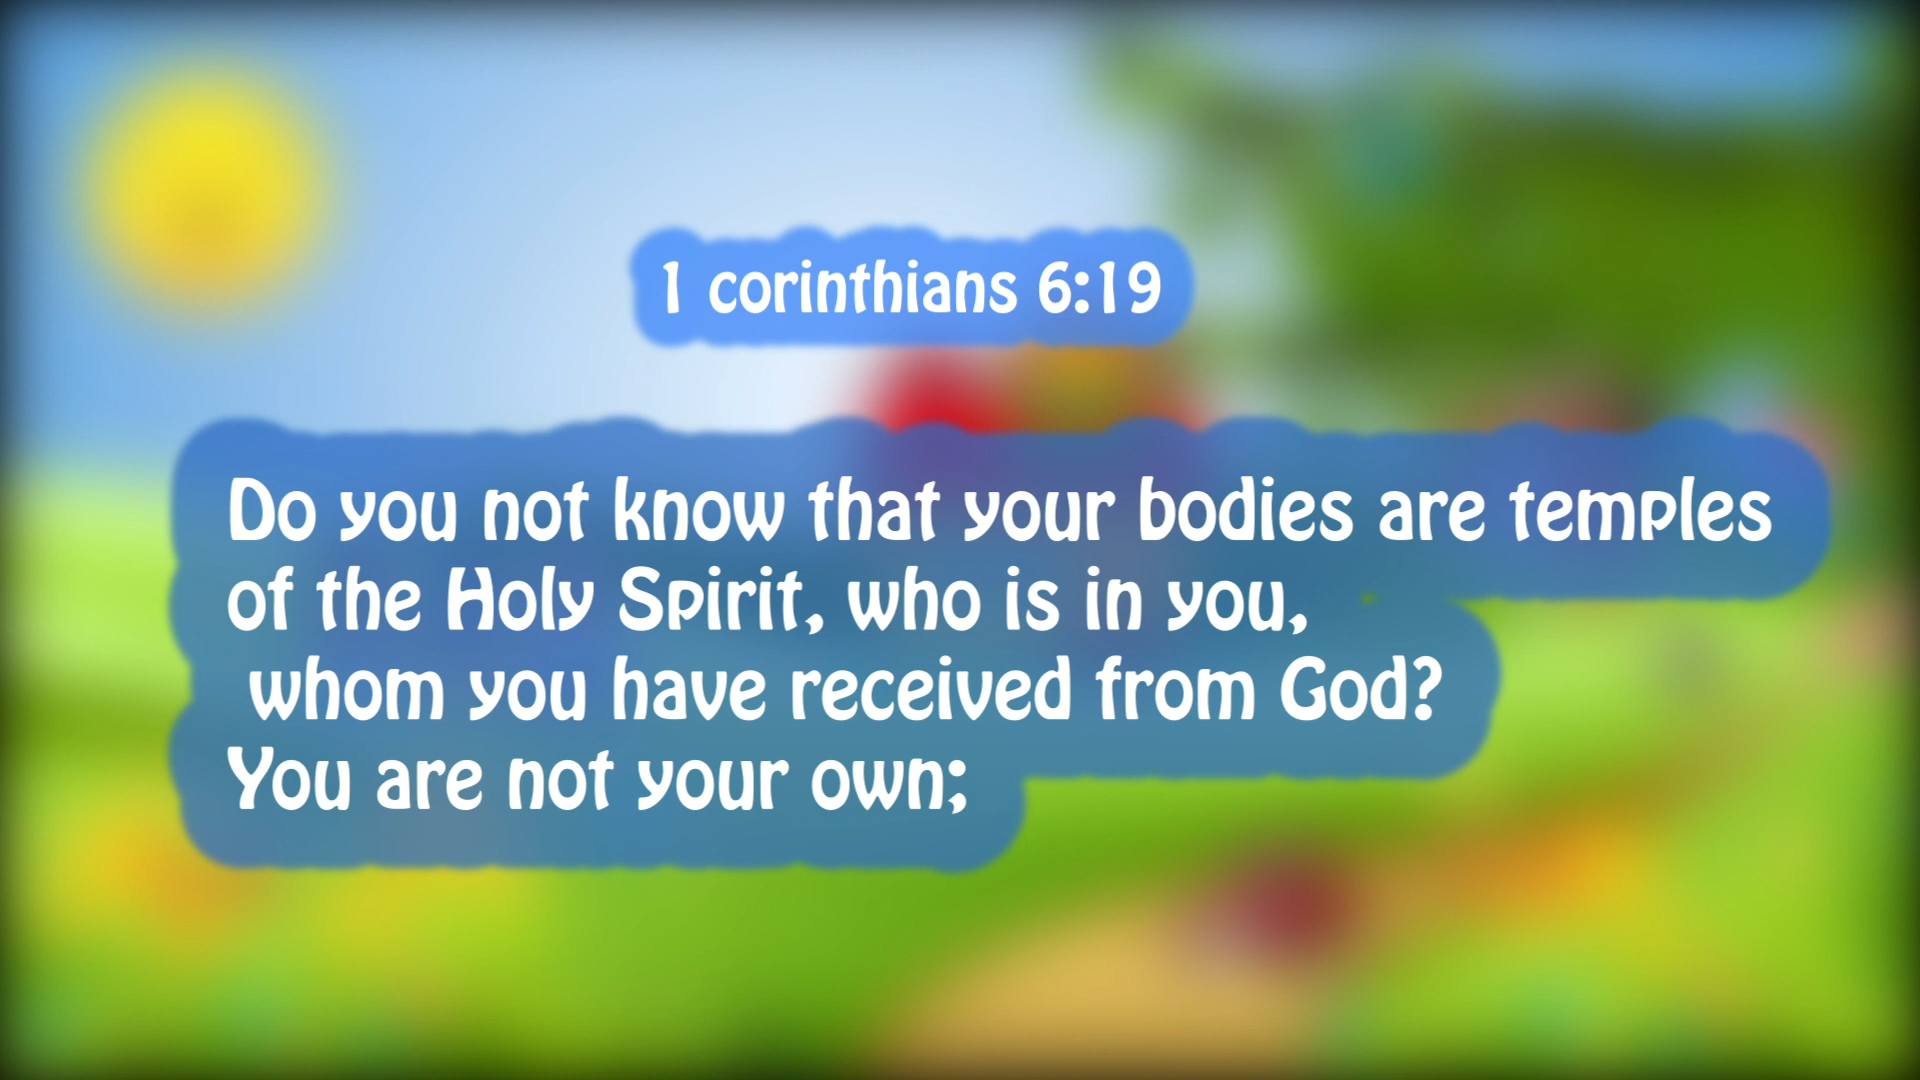 1 corinthians 6:19
Do you not know that your bodies are temples
of the Holy Spirit, who is in you,
whom you have received from God?
You are not your own;